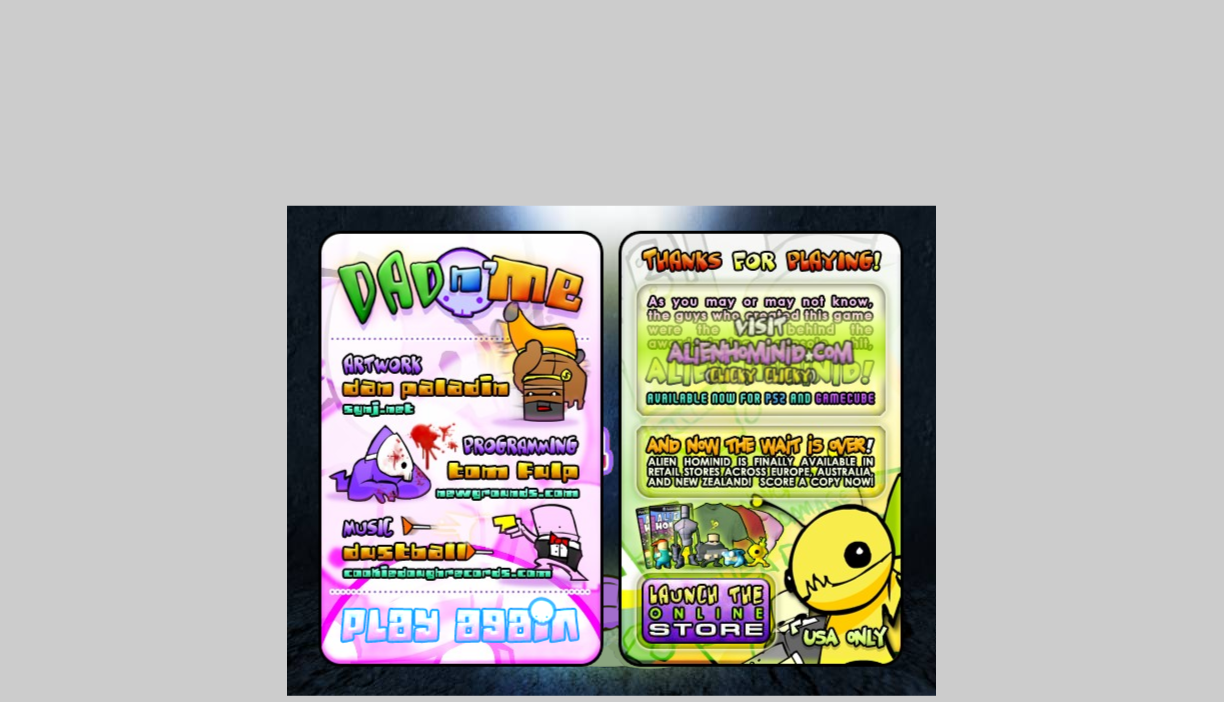 DAD n' ME
ARTWORK
dan paladin
synj.net
PROGRAMMING
tom fulp
newgrounds.com
MUSIC
dustball
cookiedoughrecords.com
play again
THANKS FOR PLAYING!
As you may or may not know,
the guys who created this game
were the behind the
VISIT
ALIENHOMINID.COM
(CLICKY CLICKY)
AVAILABLE NOW FOR PS2 AND GAMECUBE
AND NOW THE WAIT IS OVER!
ALIEN HOMINID IS FINALLY AVAILABLE IN
RETAIL STORES ACROSS EUROPE, AUSTRALIA,
AND NEW ZEALAND! SCORE A COPY NOW!
LAUNCH THE
ONLINE
STORE
USA ONLY